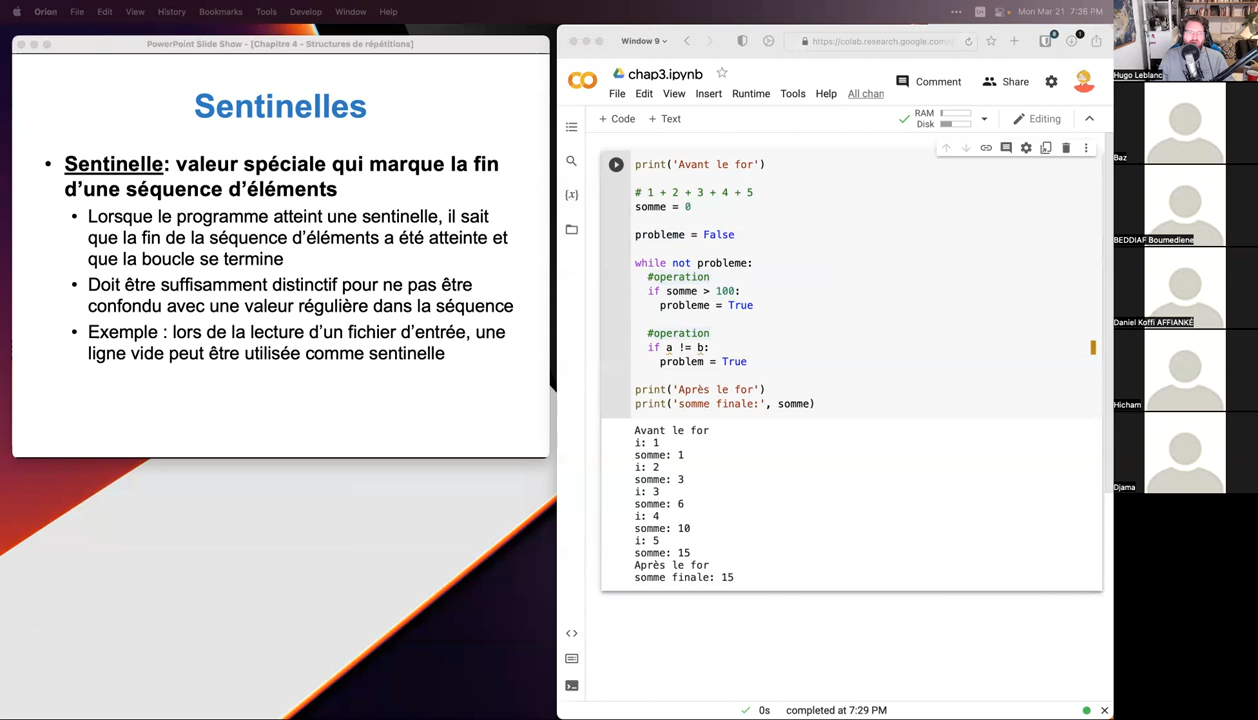 Orion File Edit View History Bookmarks Tools Develop Window Help
Mon Mar 21 7:36 PM
PowerPoint Slide Show - [Chapitre 4 - Structures de répétitions]
Sentinelles
• Sentinelle: valeur spéciale qui marque la fin
d’une séquence d’éléments
• Lorsque le programme atteint une sentinelle, il sait
que la fin de la séquence d’éléments a été atteinte et
que la boucle se termine
• Doit être suffisamment distinctif pour ne pas être
confondu avec une valeur régulière dans la séquence
• Exemple : lors de la lecture d’un fichier d’entrée, une
ligne vide peut être utilisée comme sentinelle
Window 9
https://colab.research.google.com/
CO
chap3.ipynb
Comment
Share
File Edit View Insert Runtime Tools Help All chan
+ Code + Text
RAM
Disk
Editing
print('Avant le for')
# 1 + 2 + 3 + 4 + 5
somme = 0
probleme = False
while not probleme:
#operation
if somme > 100:
probleme = True
#operation
if a != b:
problem = True
print('Après le for')
print('somme finale:', somme)
Avant le for
i: 1
somme: 1
i: 2
somme: 3
i: 3
somme: 6
i: 4
somme: 10
i: 5
somme: 15
Après le for
somme finale: 15
0s completed at 7:29 PM
Hugo Leblanc
Baz
BEDDIAF Boumediene
Daniel Koffi AFFIANKÉ
Hicham
Djama